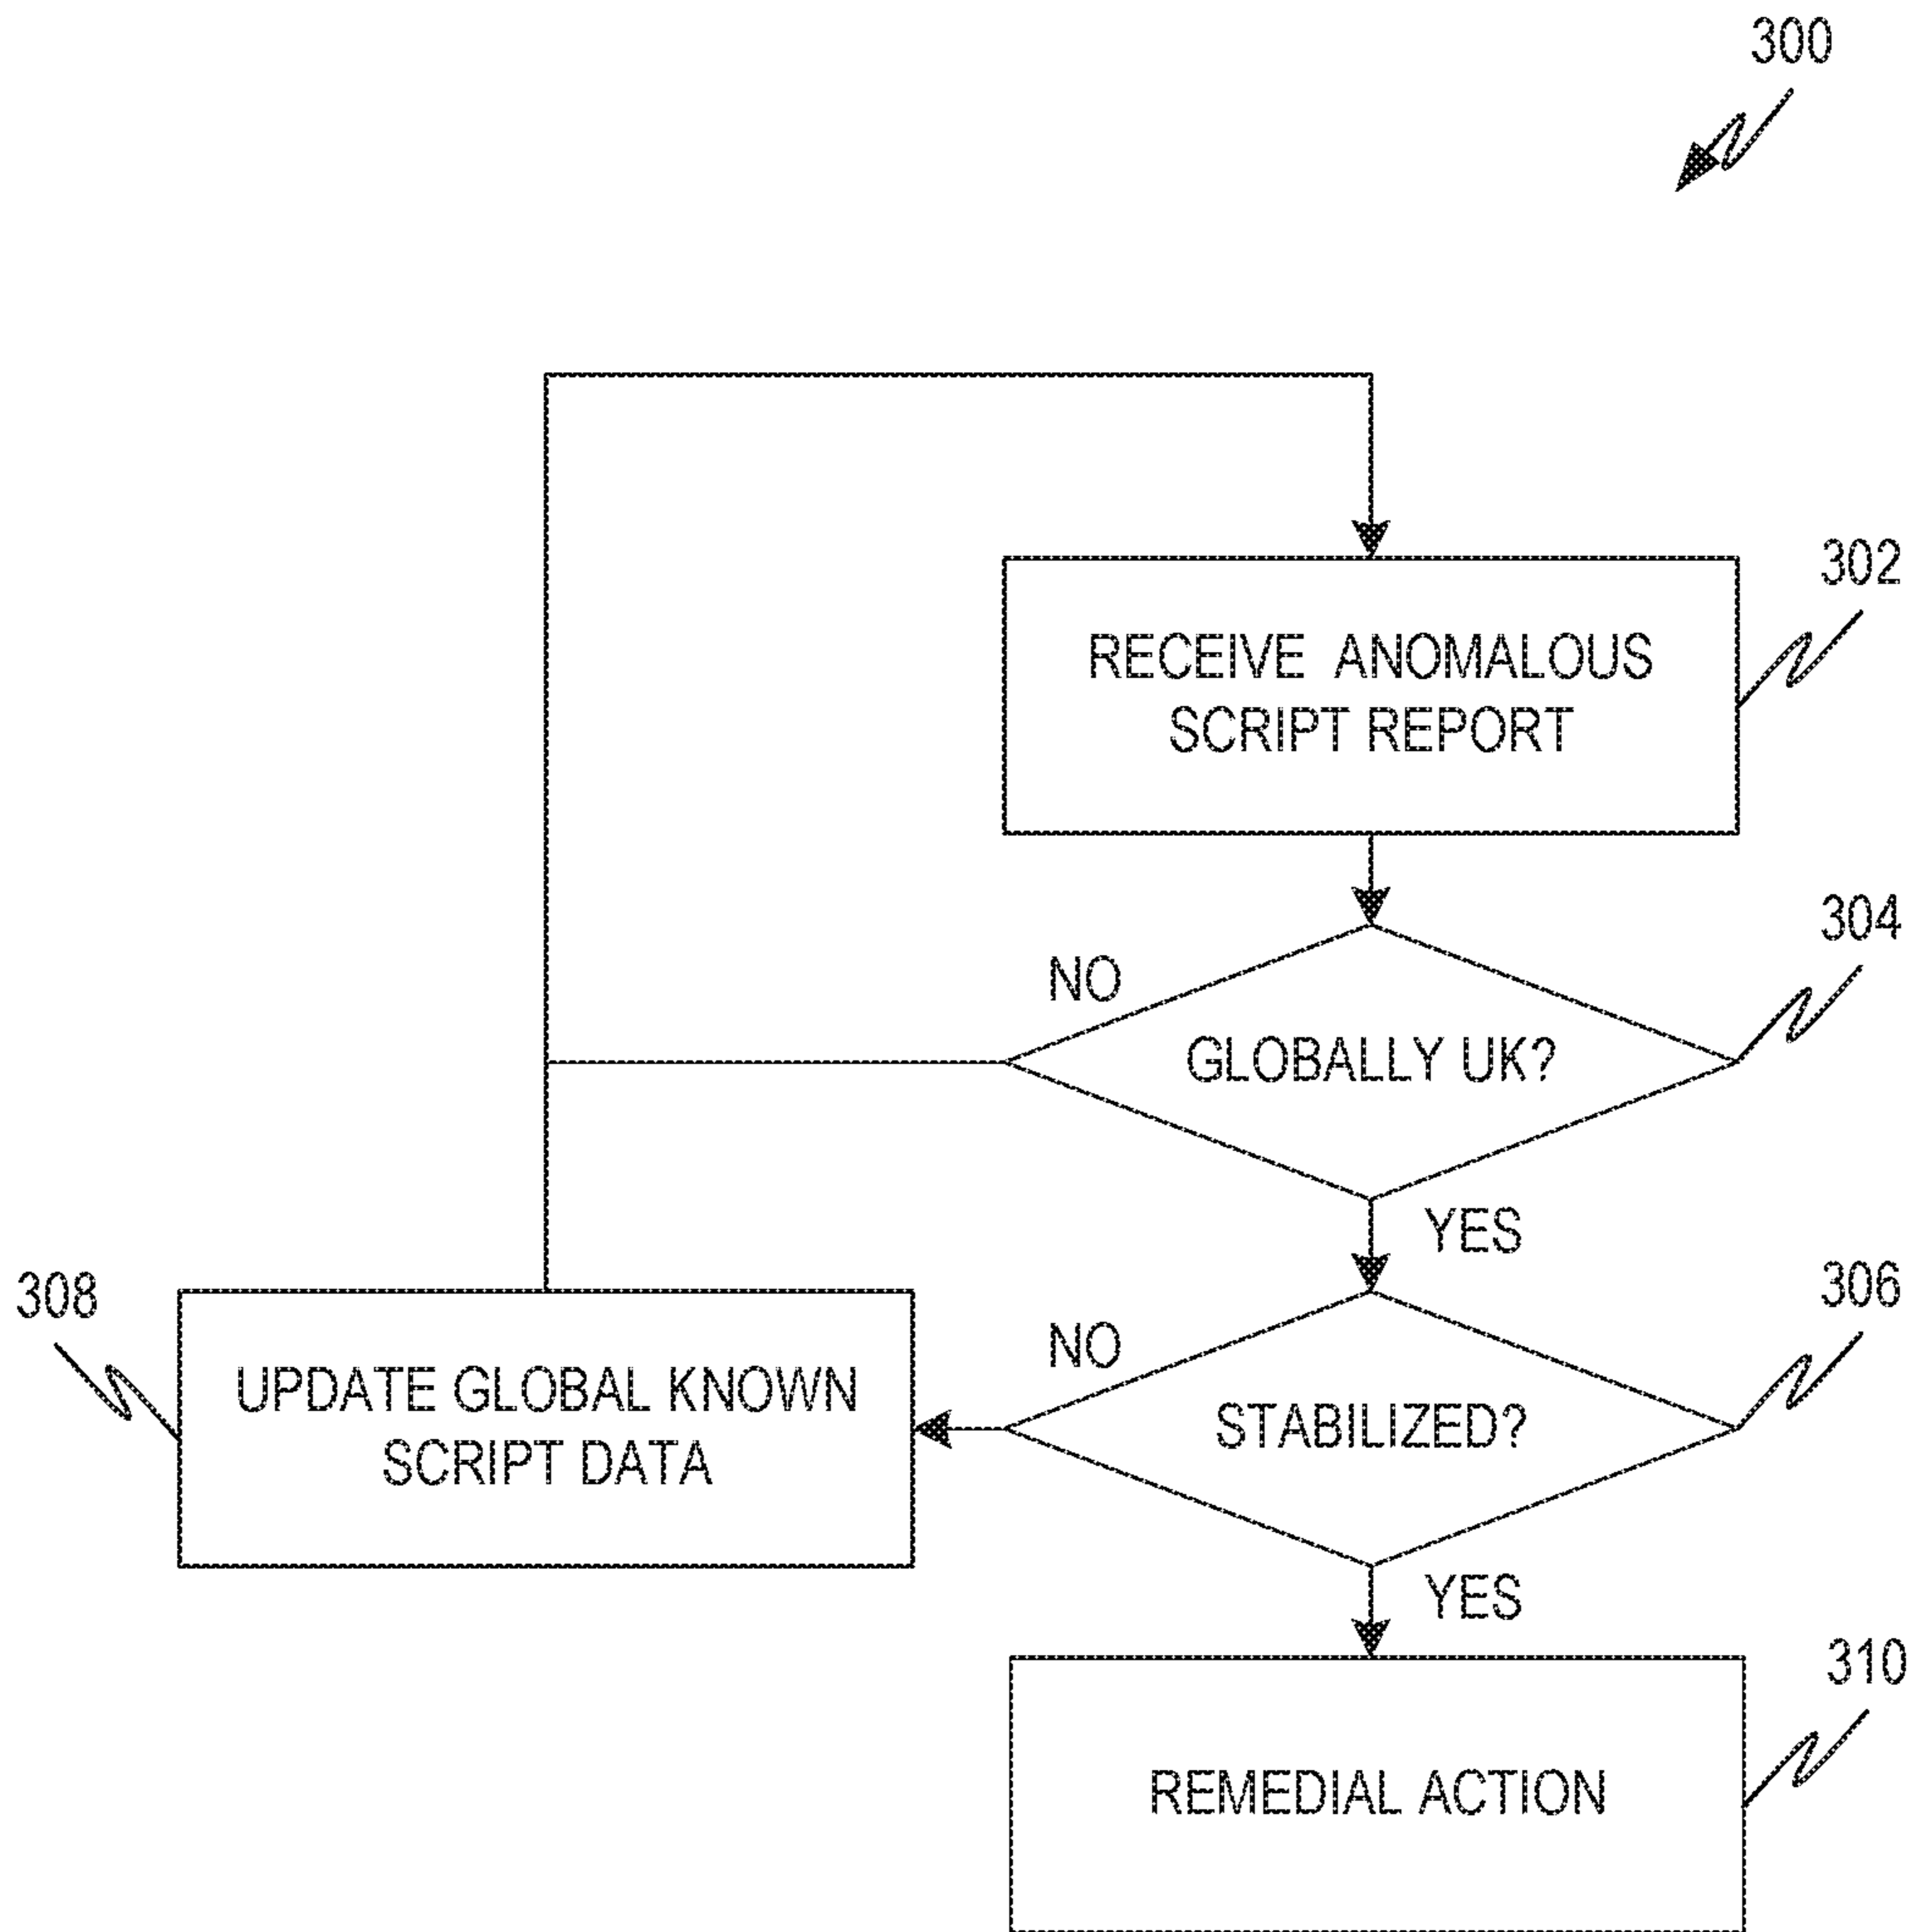 300
302
RECEIVE ANOMALOUS
SCRIPT REPORT
304
NO
GLOBALLY UK?
YES
308
306
NO
UPDATE GLOBAL KNOWN
SCRIPT DATA
STABILIZED?
YES
310
REMEDIAL ACTION